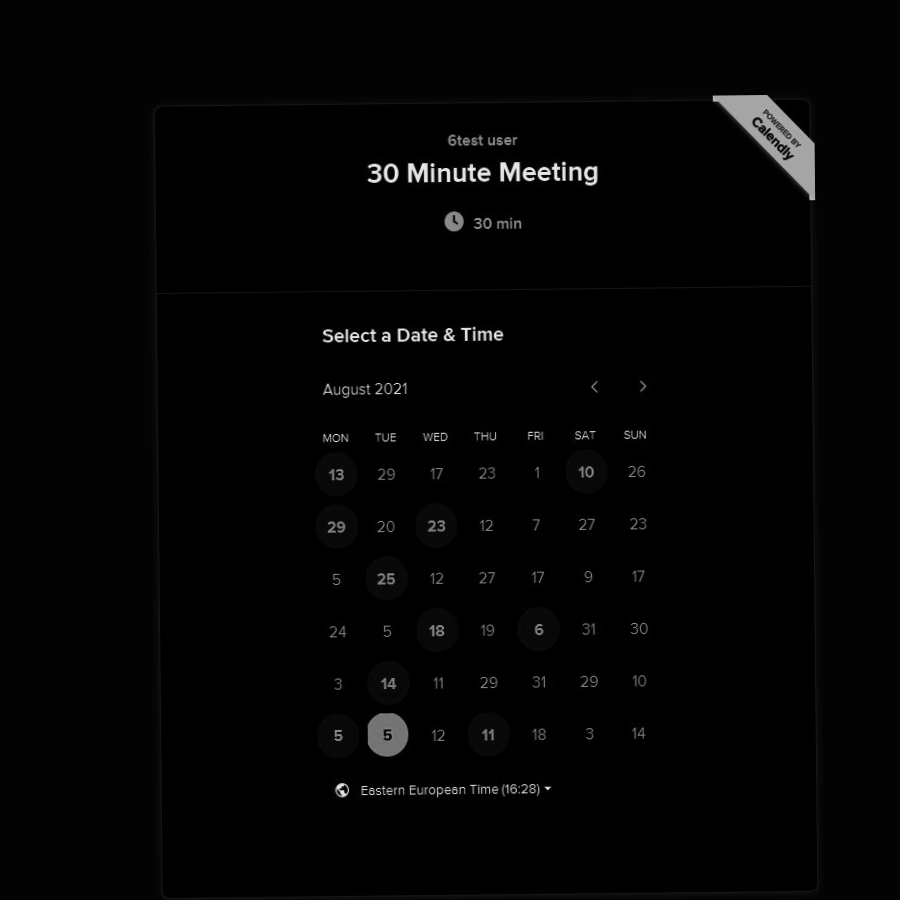 POWERED BY
Calendly
6test user
30 Minute Meeting
30 min
Select a Date & Time
August 2021
MON TUE WED THU FRI SAT SUN
13 29 17 23 1 10 26
29 20 23 12 7 27 23
5 25 12 27 17 9 17
24 5 18 19 6 31 30
3 14 11 29 31 29 10
5 5 12 11 18 3 14
Eastern European Time (16:28)